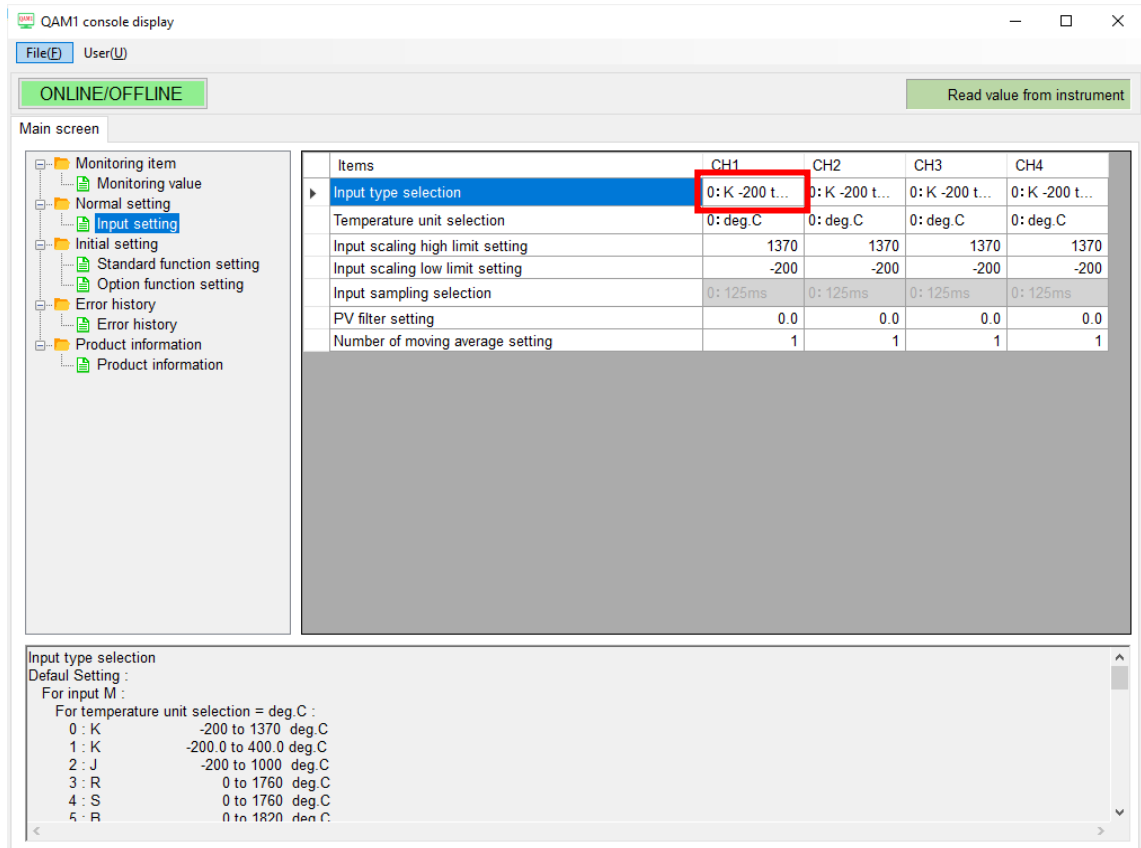 QAM1 console display
File(F) User(U)
ONLINE/OFFLINE
Read value from instrument
Main screen
Monitoring item
Monitoring value
Normal setting
Input setting
Initial setting
Standard function setting
Option function setting
Error history
Error history
Product information
Product information
Items CH1 CH2 CH3 CH4
Input type selection 0: K -200 t... 0: K -200 t... 0: K -200 t... 0: K -200 t...
Temperature unit selection 0: deg.C 0: deg.C 0: deg.C 0: deg.C
Input scaling high limit setting 1370 1370 1370 1370
Input scaling low limit setting -200 -200 -200 -200
Input sampling selection 0: 125ms 0: 125ms 0: 125ms 0: 125ms
PV filter setting 0.0 0.0 0.0 0.0
Number of moving average setting 1 1 1 1
Input type selection
Defaul Setting :
For input M :
For temperature unit selection = deg.C :
0 : K -200 to 1370 deg.C
1 : K -200.0 to 400.0 deg.C
2 : J -200 to 1000 deg.C
3 : R 0 to 1760 deg.C
4 : S 0 to 1760 deg.C
5 : B 0 to 1820 deg.C